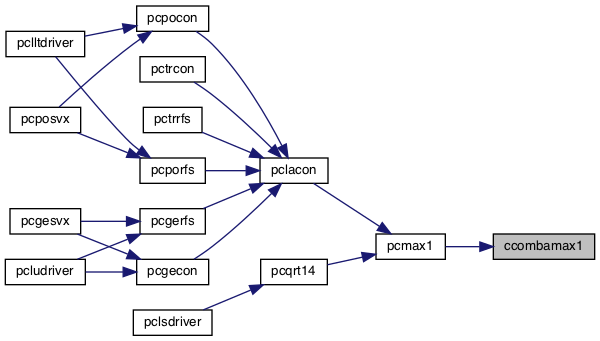 pcpocon
pclltdriver
pctrcon
pcposvx
pctrrfs
pcporfs
pclacon
pcgesvx
pcgerfs
pcmax1
ccombamax1
pcludriver
pcgecon
pcqrt14
pclsdriver